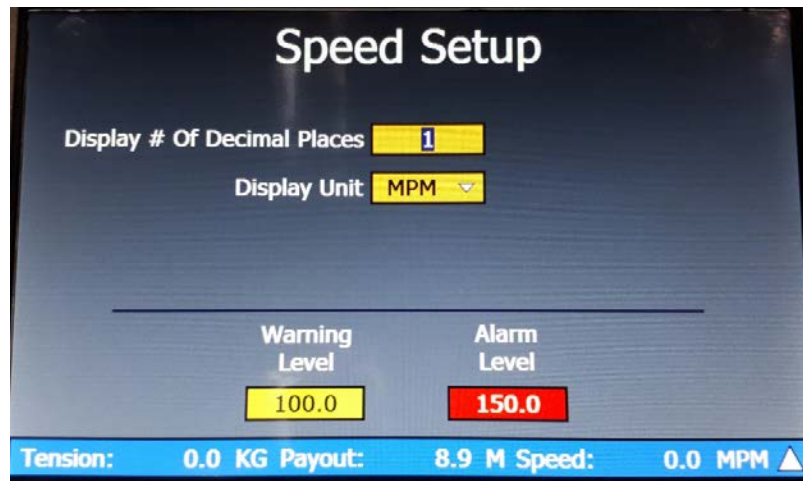 Speed Setup
Display # Of Decimal Places 1
Display Unit MPM
Warning Level
Alarm Level
100.0
150.0
Tension: 0.0 KG Payout: 8.9 M Speed: 0.0 MPM